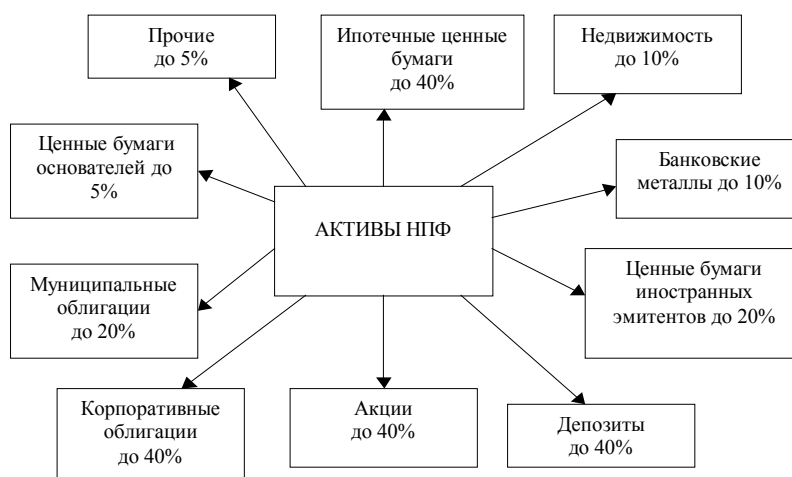 Прочие
до 5%
Ипотечные ценные
бумаги
до 40%
Недвижимость
до 10%
Ценные бумаги
основателей до
5%
Банковские
металлы до 10%
АКТИВЫ НПФ
Муниципальные
облигации
до 20%
Ценные бумаги
иностранных
эмитентов до 20%
Корпоративные
облигации
до 40%
Акции
до 40%
Депозиты
до 40%